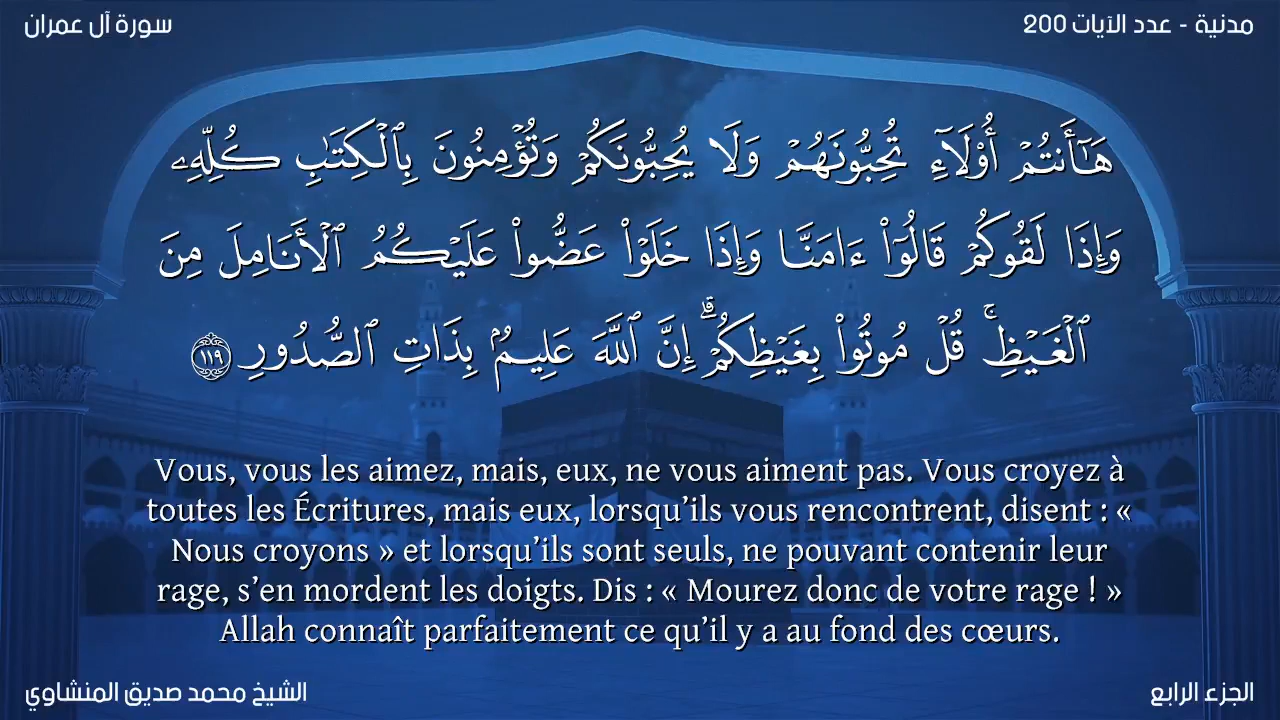 سورة آل عمران
مدنية - عدد الآيات 200
هَٰٓأَنتُمْ أُو۟لَآءِ تُحِبُّونَهُمْ وَلَا يُحِبُّونَكُمْ وَتُؤْمِنُونَ بِٱلْكِتَٰبِ كُلِّهِۦ
وَإِذَا لَقُوكُمْ قَالُوٓا۟ ءَامَنَّا وَإِذَا خَلَوْا۟ عَضُّوا۟ عَلَيْكُمُ ٱلْأَنَامِلَ مِنَ
ٱلْغَيْظِ ۚ قُلْ مُوتُوا۟ بِغَيْظِكُمْ ۗ إِنَّ ٱللَّهَ عَلِيمٌۢ بِذَاتِ ٱلصُّدُورِ ١١٩
Vous, vous les aimez, mais, eux, ne vous aiment pas. Vous croyez à
toutes les Écritures, mais eux, lorsqu’ils vous rencontrent, disent : «
Nous croyons » et lorsqu’ils sont seuls, ne pouvant contenir leur
rage, s’en mordent les doigts. Dis : « Mourez donc de votre rage ! »
Allah connaît parfaitement ce qu’il y a au fond des cœurs.
الشيخ محمد صديق المنشاوي
الجزء الرابع